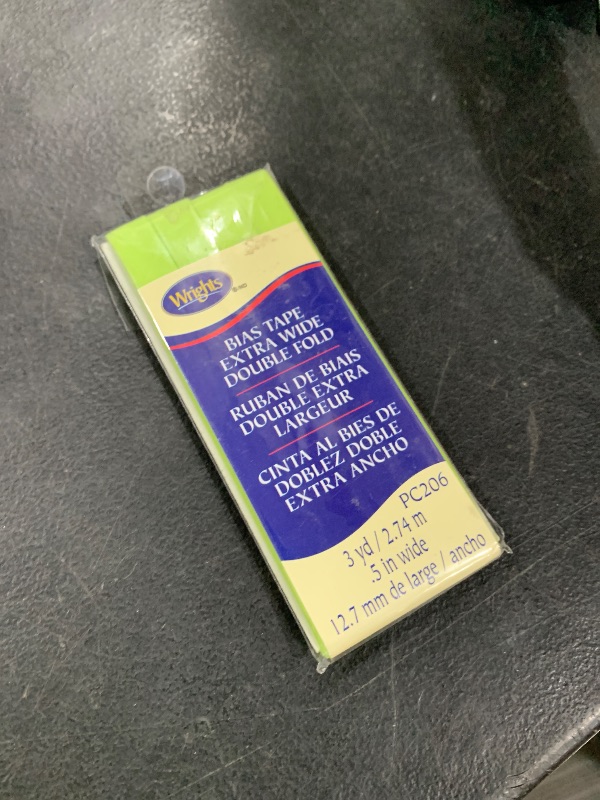 Wrights
BIAS TAPE
EXTRA WIDE
DOUBLE FOLD
RUBAN DE BIAIS
DOUBLE EXTRA
LARGEUR
CINTA AL BIES DE
DOBLEZ DOBLE
EXTRA ANCHO
PC206
3 yd / 2.74 m
.5 in wide
12.7 mm de large / ancho